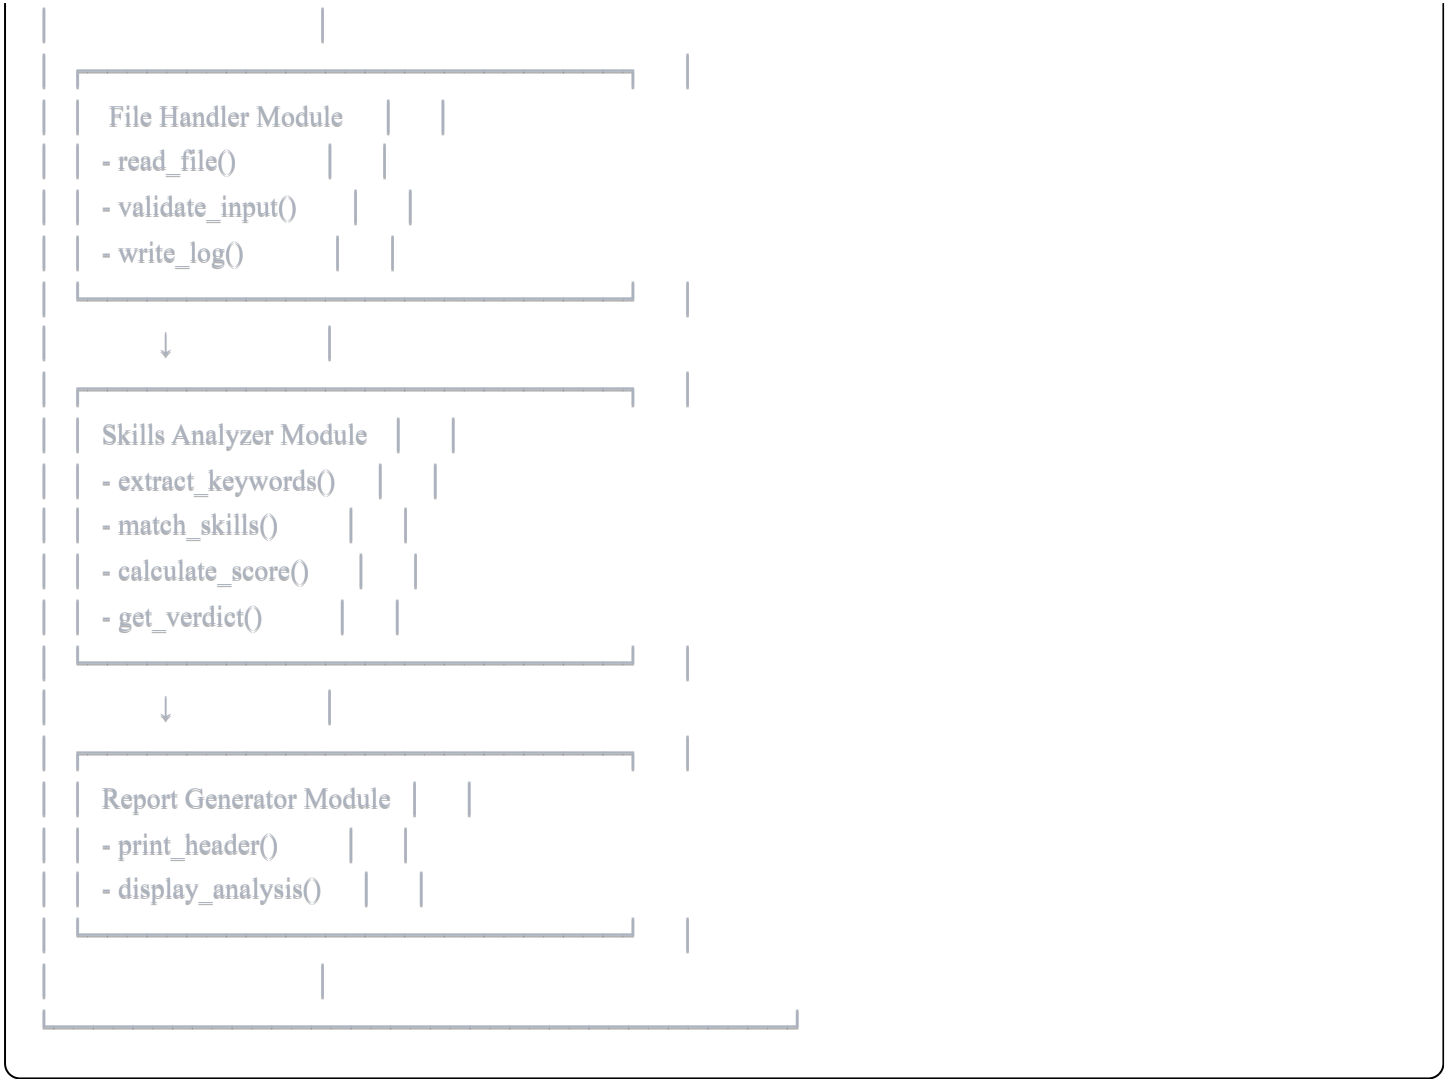 File Handler Module
- read_file()
- validate_input()
- write_log()
↓
Skills Analyzer Module
- extract_keywords()
- match_skills()
- calculate_score()
- get_verdict()
↓
Report Generator Module
- print_header()
- display_analysis()